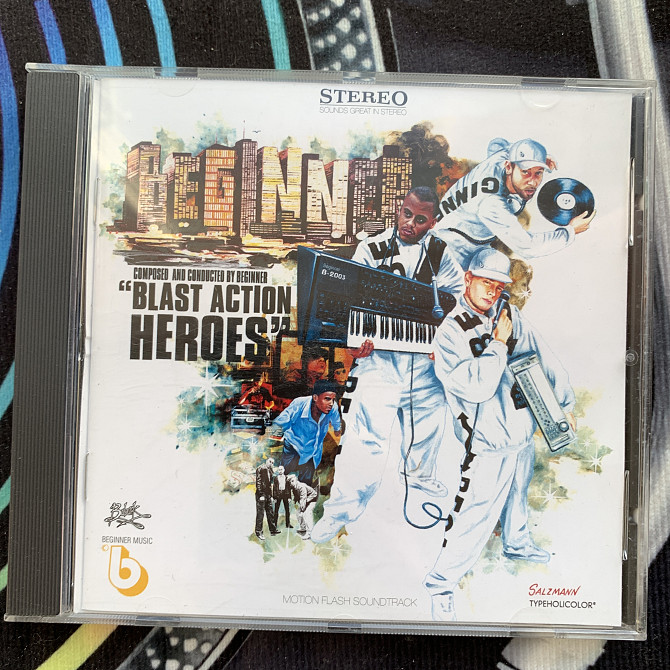 STEREO
SOUNDS GREAT IN STEREO
BEGINNER
GINNE
COMPOSED AND CONDUCTED BY BEGINNER
B-2003
"BLAST ACTION
HEROES"
BEGINNER MUSIC
b
MOTION FLASH SOUNDTRACK
SALZMANN
TYPEHOLICOLOR®